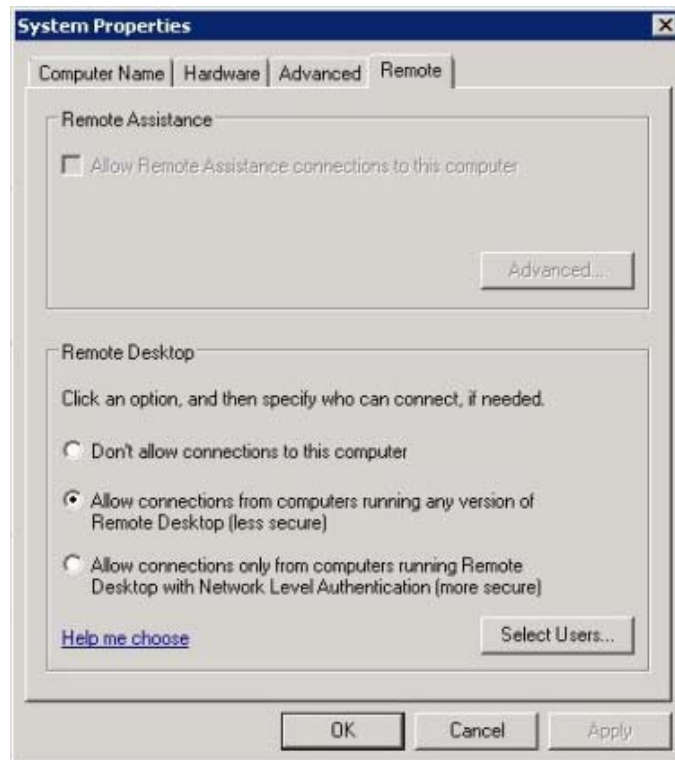 System Properties
Computer Name
Hardware
Advanced
Remote
Remote Assistance
Allow Remote Assistance connections to this computer
Advanced...
Remote Desktop
Click an option, and then specify who can connect, if needed.
Don't allow connections to this computer
Allow connections from computers running any version of
Remote Desktop (less secure)
Allow connections only from computers running Remote
Desktop with Network Level Authentication (more secure)
Help me choose
Select Users...
OK
Cancel
Apply